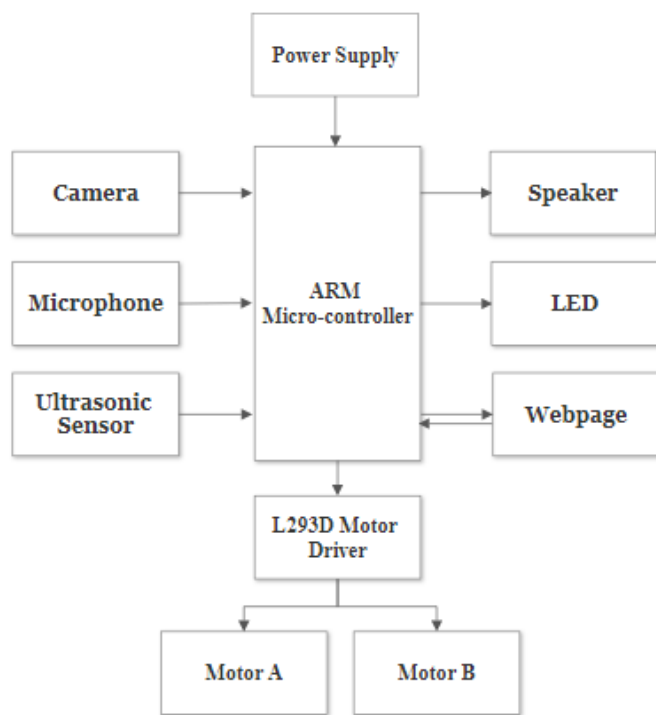 Power Supply
Camera
Speaker
Microphone
ARM
Micro-controller
LED
Ultrasonic
Sensor
Webpage
L293D Motor
Driver
Motor A
Motor B